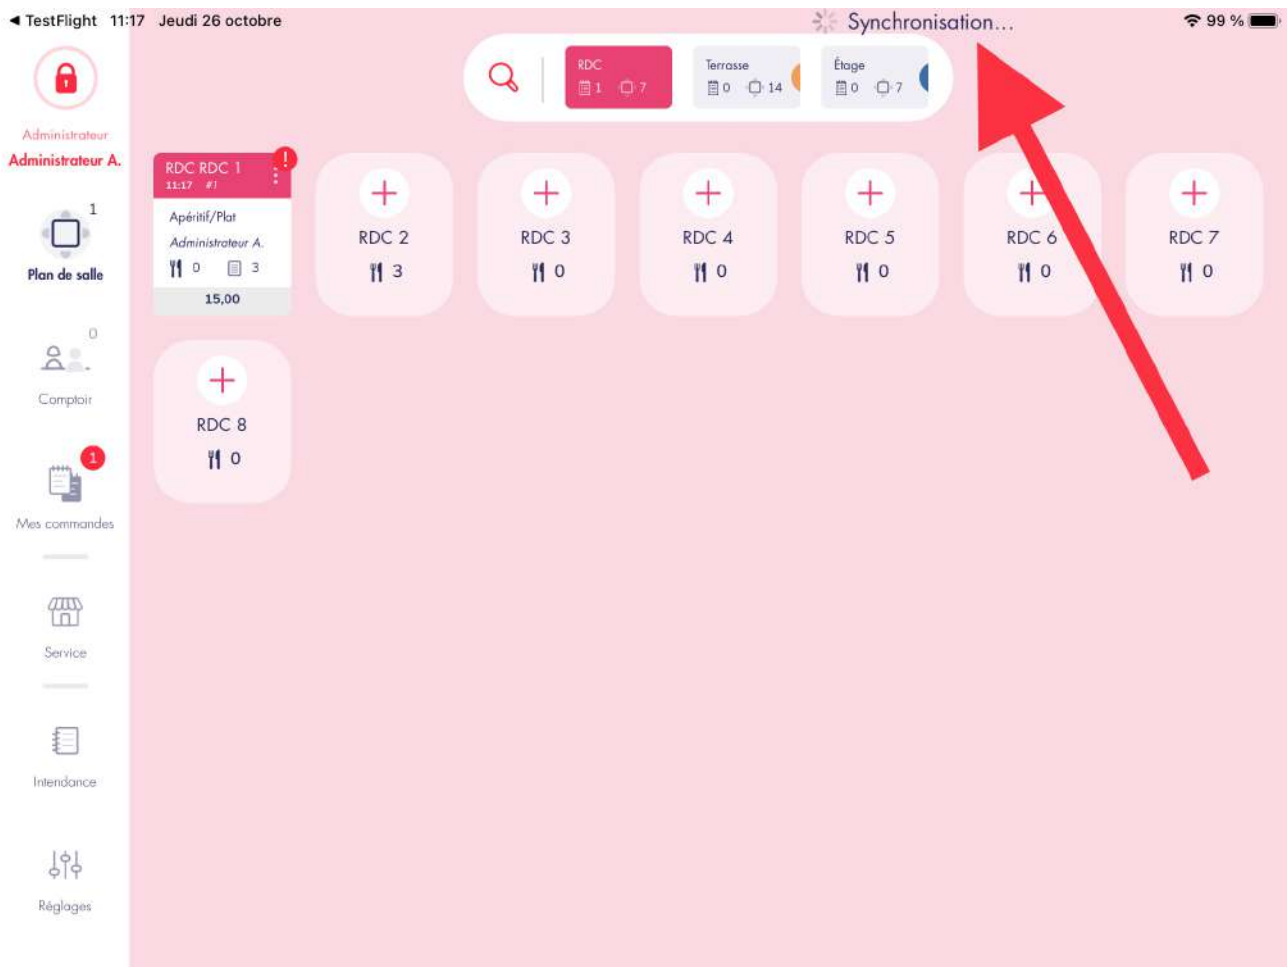 ◀ TestFlight 11:17 Jeudi 26 octobre
Synchronisation...
99 %
Administrateur
Administrateur A.
1
Plan de salle
0
Comptoir
1
Mes commandes
Service
Intendance
Réglages
RDC
1 7
Terrasse
0 14
Étage
0 7
RDC RDC 1
!
11:17 #1
Apéritif/Plat
Administrateur A.
0 3
15,00
RDC 2
3
RDC 3
0
RDC 4
0
RDC 5
0
RDC 6
0
RDC 7
0
RDC 8
0